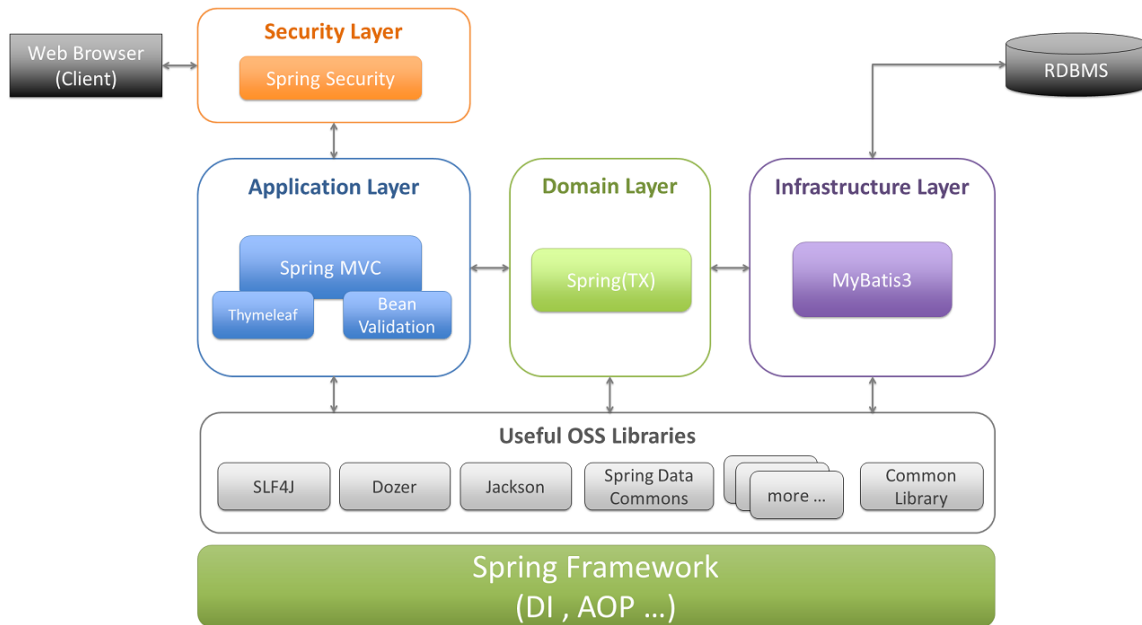 Security Layer
Web Browser
(Client)
Spring Security
RDBMS
Application Layer
Domain Layer
Infrastructure Layer
Spring MVC
Thymeleaf
Bean
Validation
Spring(TX)
MyBatis3
Useful OSS Libraries
SLF4J
Dozer
Jackson
Spring Data
Commons
more ...
Common
Library
Spring Framework
(DI , AOP ...)